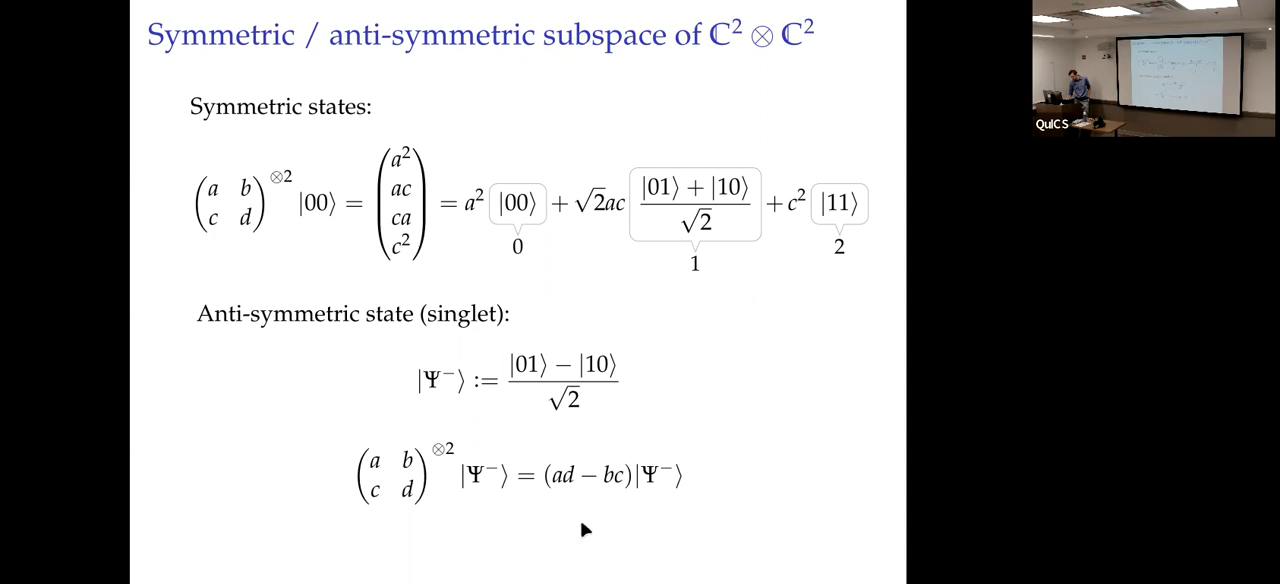 Symmetric / anti-symmetric subspace of ℂ² ⊗ ℂ²
Symmetric states:
(a b; c d)^⊗2 |00⟩ = (a²; ac; ca; c²) = a² |00⟩ + √2ac (|01⟩ + |10⟩)/√2 + c² |11⟩
0 1 2
Anti-symmetric state (singlet):
|Ψ⁻⟩ := (|01⟩ − |10⟩)/√2
(a b; c d)^⊗2 |Ψ⁻⟩ = (ad − bc)|Ψ⁻⟩
QuICS